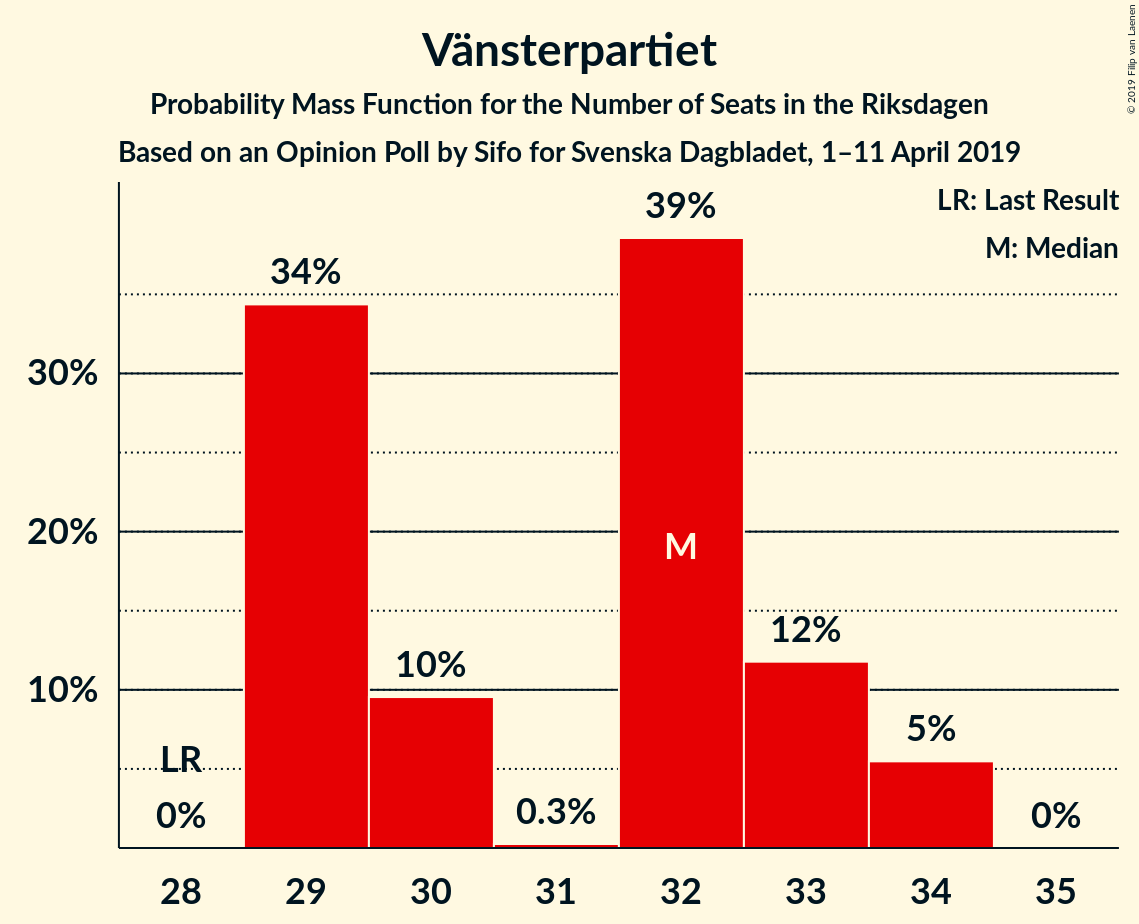 Vänsterpartiet
Probability Mass Function for the Number of Seats in the Riksdagen
Based on an Opinion Poll by Sifo for Svenska Dagbladet, 1–11 April 2019
© 2019 Filip van Laenen
LR: Last Result
M: Median
39%
34%
30%
20%
M
12%
10%
10%
5%
LR
0%
0.3%
0%
28 29 30 31 32 33 34 35